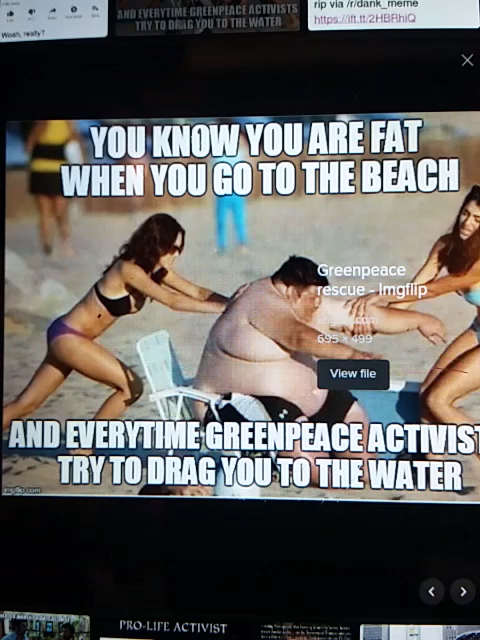 Woah, really?
AND EVERYTIME GREENPEACE ACTIVISTS
TRY TO DRAG YOU TO THE WATER
rip via /r/dank_meme
https://ift.tt/2HBRhiQ
YOU KNOW YOU ARE FAT
WHEN YOU GO TO THE BEACH
Greenpeace
rescue - Imgflip
695 × 499
View file
AND EVERYTIME GREENPEACE ACTIVIST
TRY TO DRAG YOU TO THE WATER
imgflip.com
PRO-LIFE ACTIVIST